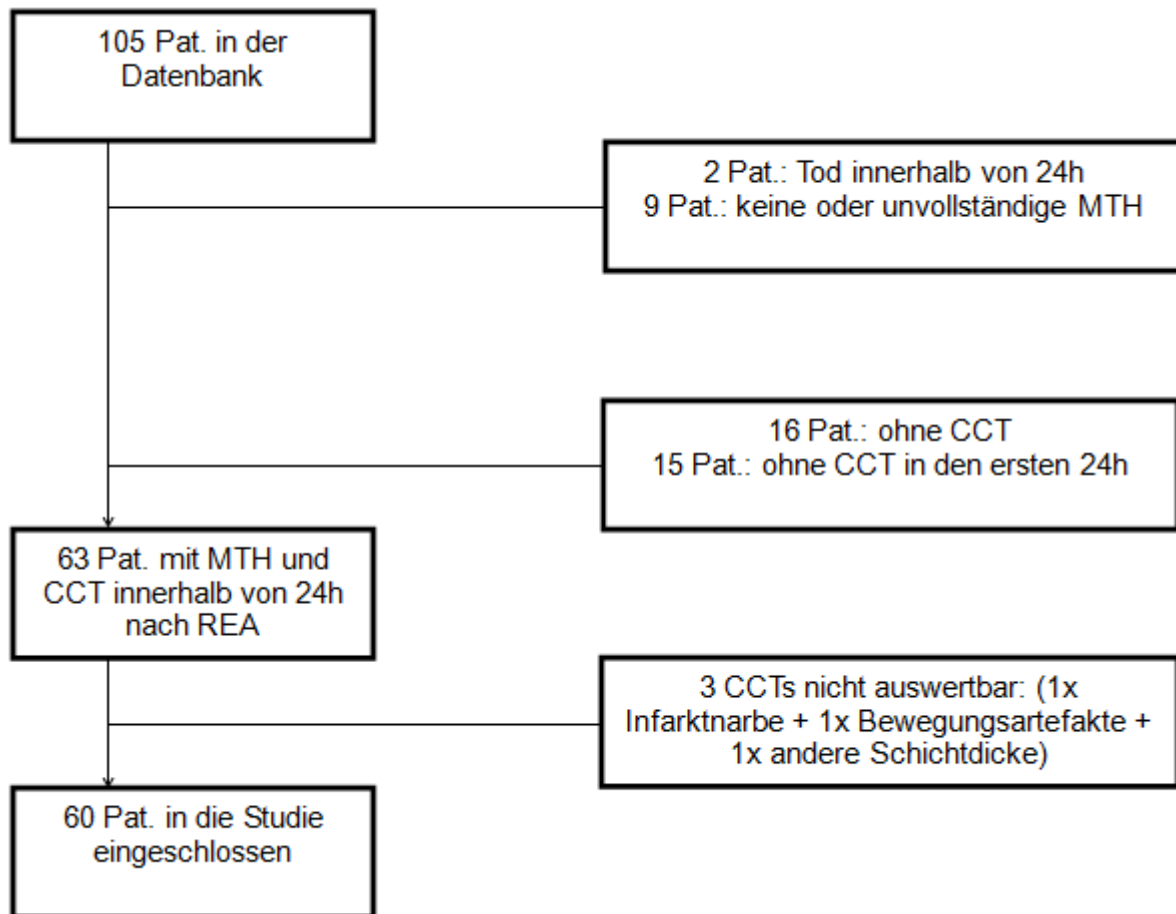 105 Pat. in der
Datenbank
2 Pat.: Tod innerhalb von 24h
9 Pat.: keine oder unvollständige MTH
16 Pat.: ohne CCT
15 Pat.: ohne CCT in den ersten 24h
63 Pat. mit MTH und
CCT innerhalb von 24h
nach REA
3 CCTs nicht auswertbar: (1x
Infarktnarbe + 1x Bewegungsartefakte +
1x andere Schichtdicke)
60 Pat. in die Studie
eingeschlossen